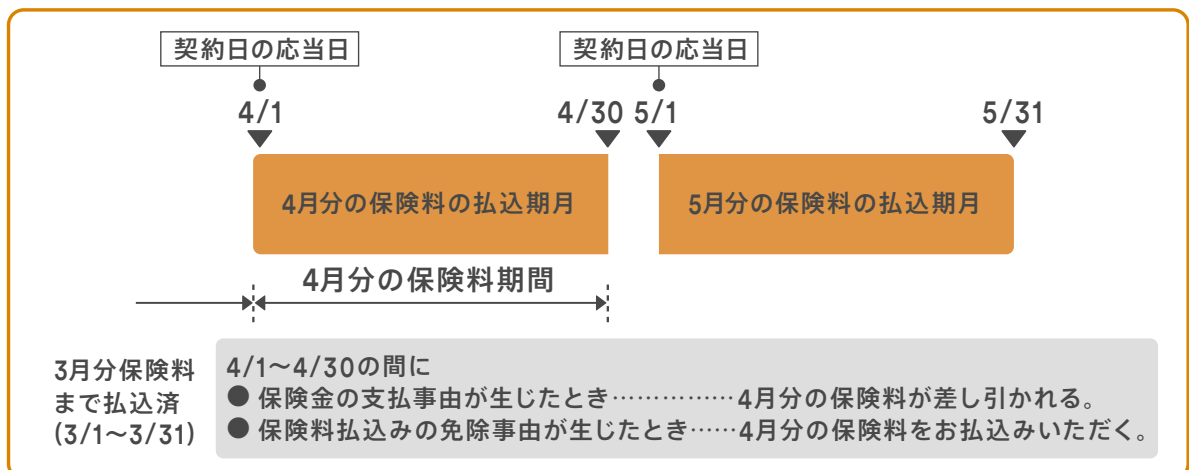 契約日の応当日 契約日の応当日
4/1 4/30 5/1 5/31
4月分の保険料の払込期月 5月分の保険料の払込期月
4月分の保険料期間
3月分保険料
まで払込済
(3/1～3/31)
4/1～4/30の間に
● 保険金の支払事由が生じたとき……………4月分の保険料が差し引かれる。
● 保険料払込みの免除事由が生じたとき……4月分の保険料をお払込みいただく。